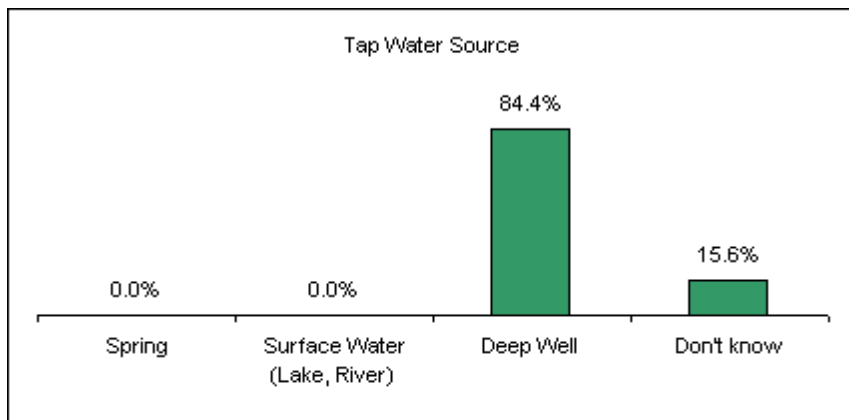 Tap Water Source
84.4%
15.6%
0.0%
0.0%
Spring
Surface Water
(Lake, River)
Deep Well
Don't know